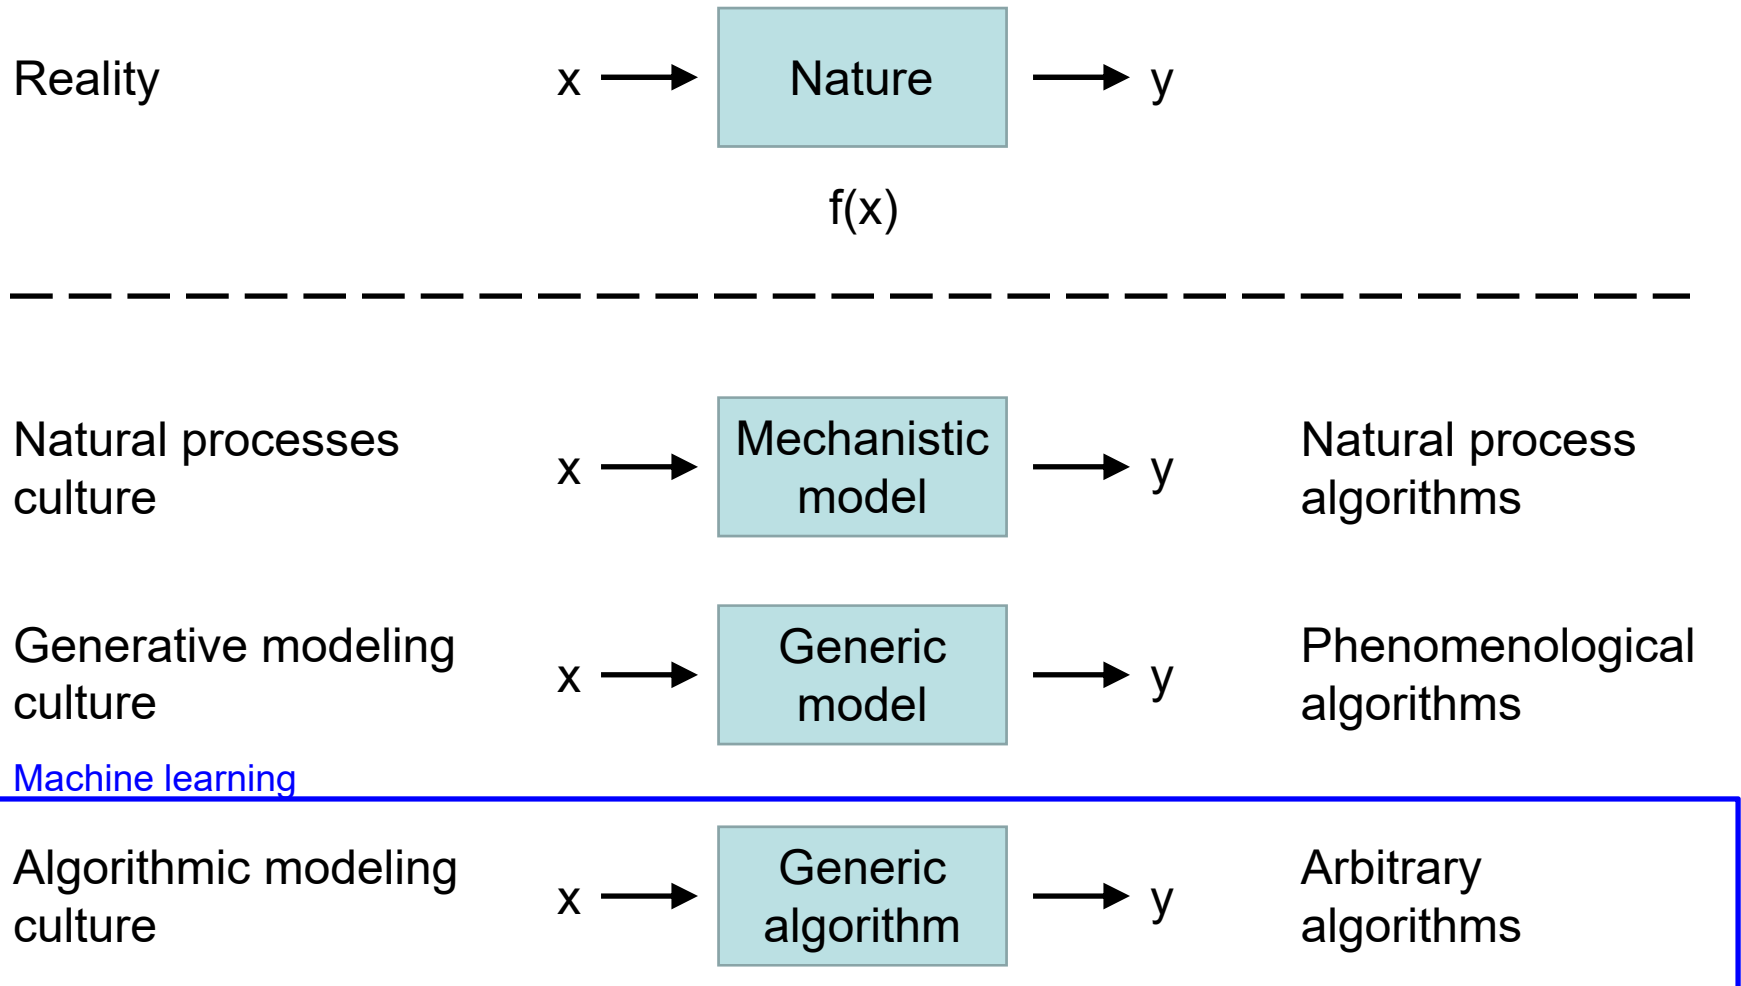 Reality
x
Nature
y
f(x)
Natural processes
culture
x
Mechanistic
model
y
Natural process
algorithms
Generative modeling
culture
x
Generic
model
y
Phenomenological
algorithms
Machine learning
Algorithmic modeling
culture
x
Generic
algorithm
y
Arbitrary
algorithms